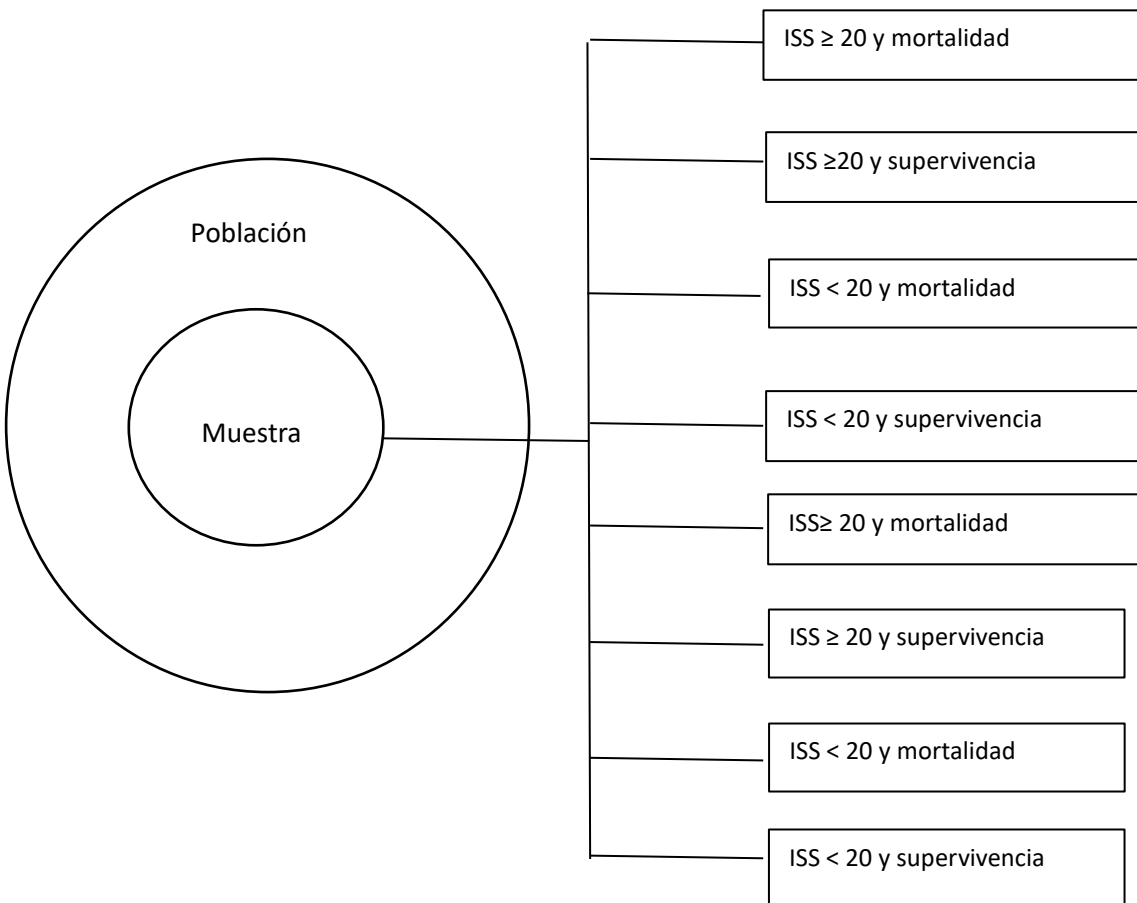 ISS ≥ 20 y mortalidad
ISS ≥20 y supervivencia
Población
ISS < 20 y mortalidad
Muestra
ISS < 20 y supervivencia
ISS≥ 20 y mortalidad
ISS ≥ 20 y supervivencia
ISS < 20 y mortalidad
ISS < 20 y supervivencia